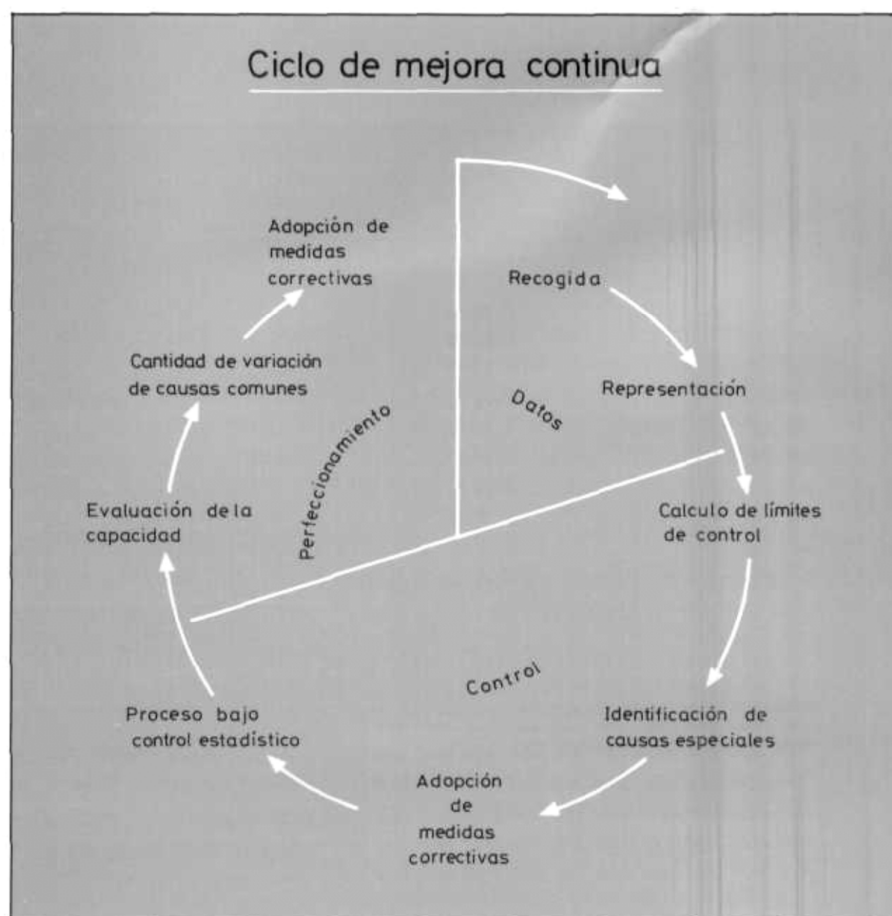 Ciclo de mejora continua
Recogida
Representación
Calculo de límites
de control
Identificación de
causas especiales
Adopción
de
medidas
correctivas
Proceso bajo
control estadístico
Evaluación de la
capacidad
Cantidad de variación
de causas comunes
Adopción de
medidas
correctivas
Datos
Control
Perfeccionamiento